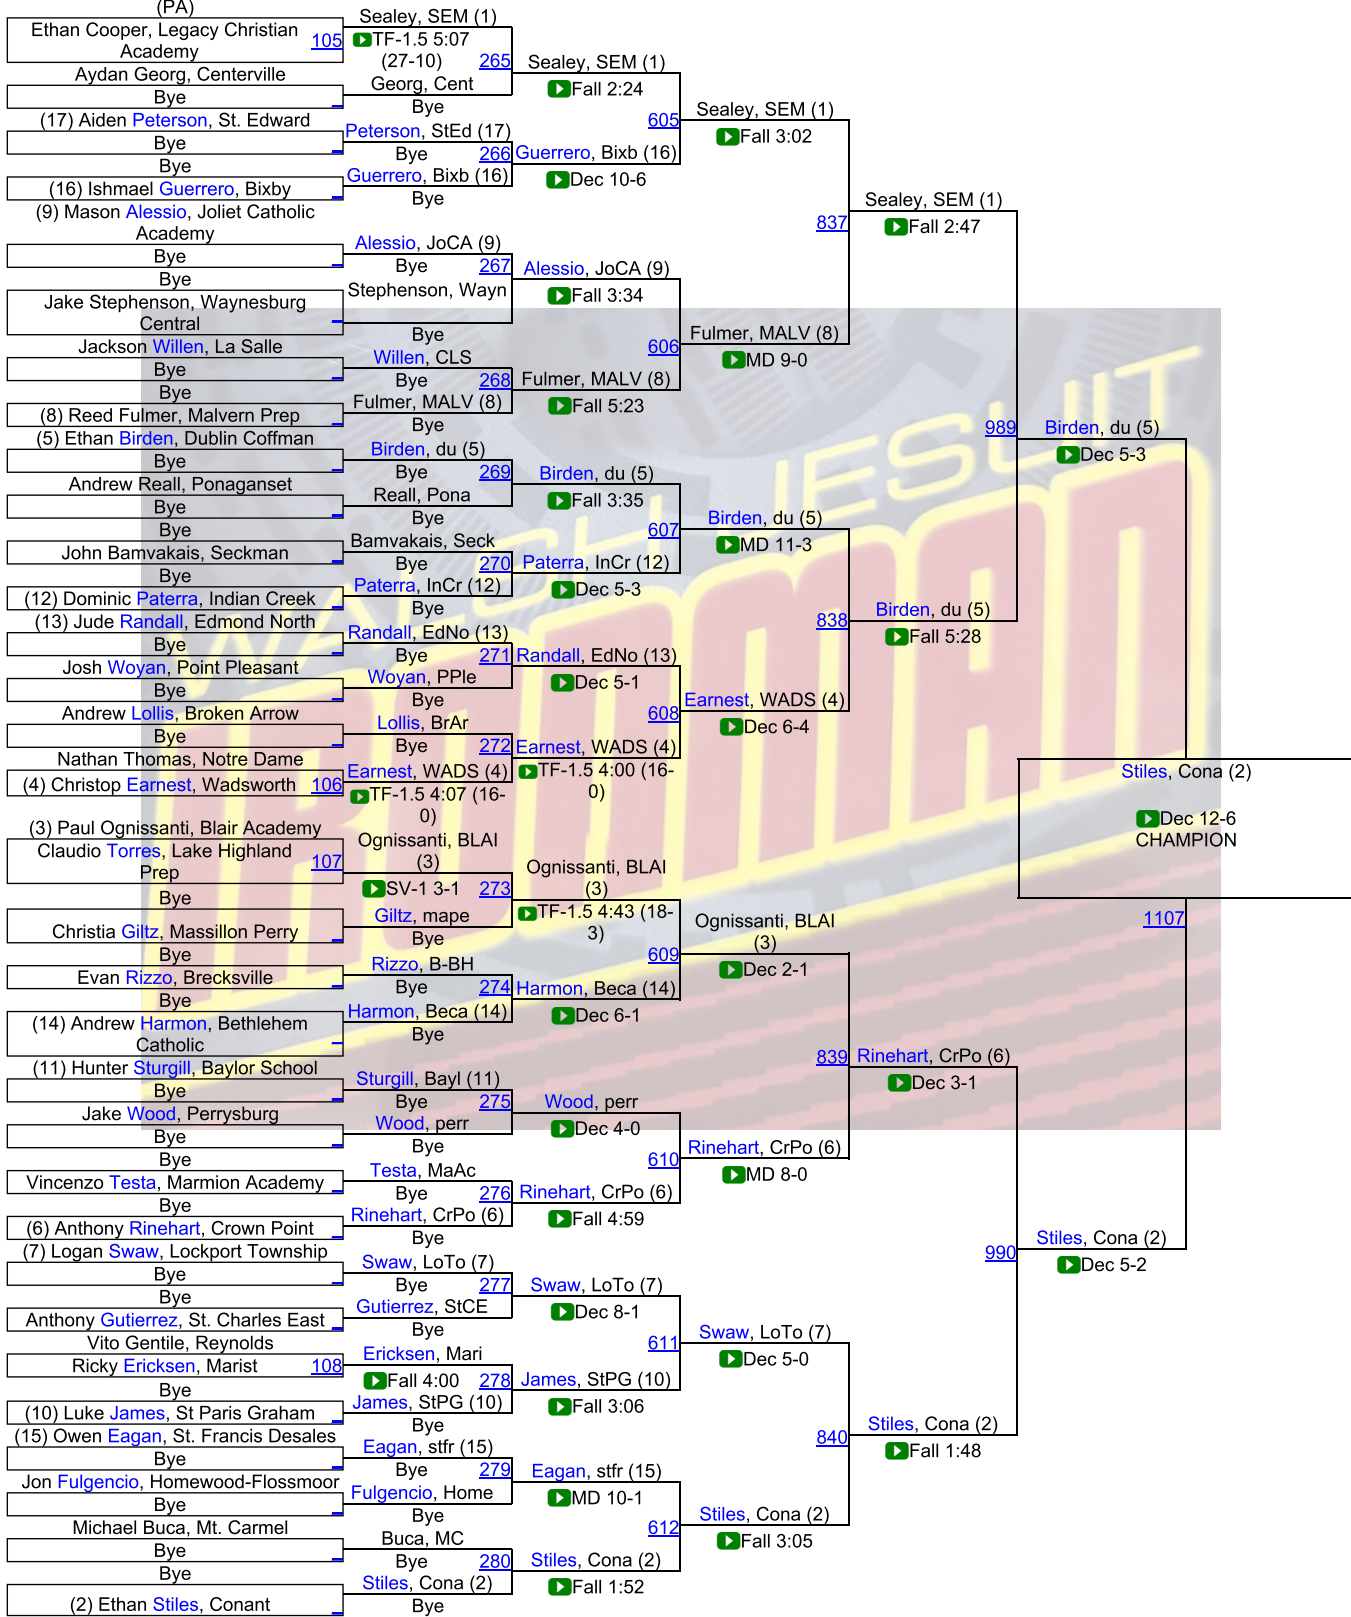 (PA)
Ethan Cooper, Legacy Christian
Academy
105
Aydan Georg, Centerville
Bye
(17) Aiden Peterson, St. Edward
Bye
Bye
(16) Ishmael Guerrero, Bixby
(9) Mason Alessio, Joliet Catholic
Academy
Bye
Bye
Jake Stephenson, Waynesburg
Central
Jackson Willen, La Salle
Bye
Bye
(8) Reed Fulmer, Malvern Prep
(5) Ethan Birden, Dublin Coffman
Bye
Andrew Reall, Ponaganset
Bye
John Bamvakais, Seckman
Bye
(12) Dominic Paterra, Indian Creek
(13) Jude Randall, Edmond North
Bye
Josh Woyan, Point Pleasant
Bye
Andrew Lollis, Broken Arrow
Bye
Nathan Thomas, Notre Dame
(4) Christop Earnest, Wadsworth
106
(3) Paul Ognissanti, Blair Academy
Claudio Torres, Lake Highland
Prep
107
Bye
Christia Giltz, Massillon Perry
Bye
Evan Rizzo, Brecksville
Bye
(14) Andrew Harmon, Bethlehem
Catholic
(11) Hunter Sturgill, Baylor School
Bye
Jake Wood, Perrysburg
Bye
Bye
Vincenzo Testa, Marmion Academy
Bye
(6) Anthony Rinehart, Crown Point
(7) Logan Swaw, Lockport Township
Bye
Bye
Anthony Gutierrez, St. Charles East
Vito Gentile, Reynolds
Ricky Ericksen, Marist
108
Bye
(10) Luke James, St Paris Graham
(15) Owen Eagan, St. Francis Desales
Bye
Jon Fulgencio, Homewood-Flossmoor
Bye
Michael Buca, Mt. Carmel
Bye
Bye
(2) Ethan Stiles, Conant
Sealey, SEM (1)
TF-1.5 5:07
(27-10)
265
Georg, Cent
Bye
Peterson, StEd (17)
Bye
266
Guerrero, Bixb (16)
Bye
Alessio, JoCA (9)
Bye
267
Stephenson, Wayn
Bye
Willen, CLS
Bye
268
Fulmer, MALV (8)
Bye
Birden, du (5)
Bye
269
Reall, Pona
Bye
Bamvakais, Seck
Bye
270
Paterra, InCr (12)
Bye
Randall, EdNo (13)
Bye
271
Woyan, PPle
Bye
Lollis, BrAr
Bye
272
Earnest, WADS (4)
TF-1.5 4:07 (16-
0)
Ognissanti, BLAI
(3)
SV-1 3-1
273
Giltz, mape
Bye
Rizzo, B-BH
Bye
274
Harmon, Beca (14)
Bye
Sturgill, Bayl (11)
Bye
275
Wood, perr
Bye
Testa, MaAc
Bye
276
Rinehart, CrPo (6)
Bye
Swaw, LoTo (7)
Bye
277
Gutierrez, StCE
Bye
Ericksen, Mari
Fall 4:00
278
James, StPG (10)
Bye
Eagan, stfr (15)
Bye
279
Fulgencio, Home
Bye
Buca, MC
Bye
280
Stiles, Cona (2)
Bye
Sealey, SEM (1)
Fall 2:24
605
Guerrero, Bixb (16)
Dec 10-6
Alessio, JoCA (9)
Fall 3:34
606
Fulmer, MALV (8)
Fall 5:23
Birden, du (5)
Fall 3:35
607
Paterra, InCr (12)
Dec 5-3
Randall, EdNo (13)
Dec 5-1
608
Earnest, WADS (4)
TF-1.5 4:00 (16-
0)
Ognissanti, BLAI
(3)
TF-1.5 4:43 (18-
3)
609
Harmon, Beca (14)
Dec 6-1
Wood, perr
Dec 4-0
610
Rinehart, CrPo (6)
Fall 4:59
Swaw, LoTo (7)
Dec 8-1
611
James, StPG (10)
Fall 3:06
Eagan, stfr (15)
MD 10-1
612
Stiles, Cona (2)
Fall 1:52
Sealey, SEM (1)
Fall 3:02
837
Fulmer, MALV (8)
MD 9-0
Birden, du (5)
MD 11-3
838
Earnest, WADS (4)
Dec 6-4
Ognissanti, BLAI
(3)
Dec 2-1
839
Rinehart, CrPo (6)
MD 8-0
Swaw, LoTo (7)
Dec 5-0
840
Stiles, Cona (2)
Fall 3:05
Sealey, SEM (1)
Fall 2:47
989
Birden, du (5)
Fall 5:28
Rinehart, CrPo (6)
Dec 3-1
990
Stiles, Cona (2)
Fall 1:48
Birden, du (5)
Dec 5-3
Stiles, Cona (2)
Dec 5-2
Stiles, Cona (2)
Dec 12-6
CHAMPION
1107
WALSH JESUIT
IRONMAN